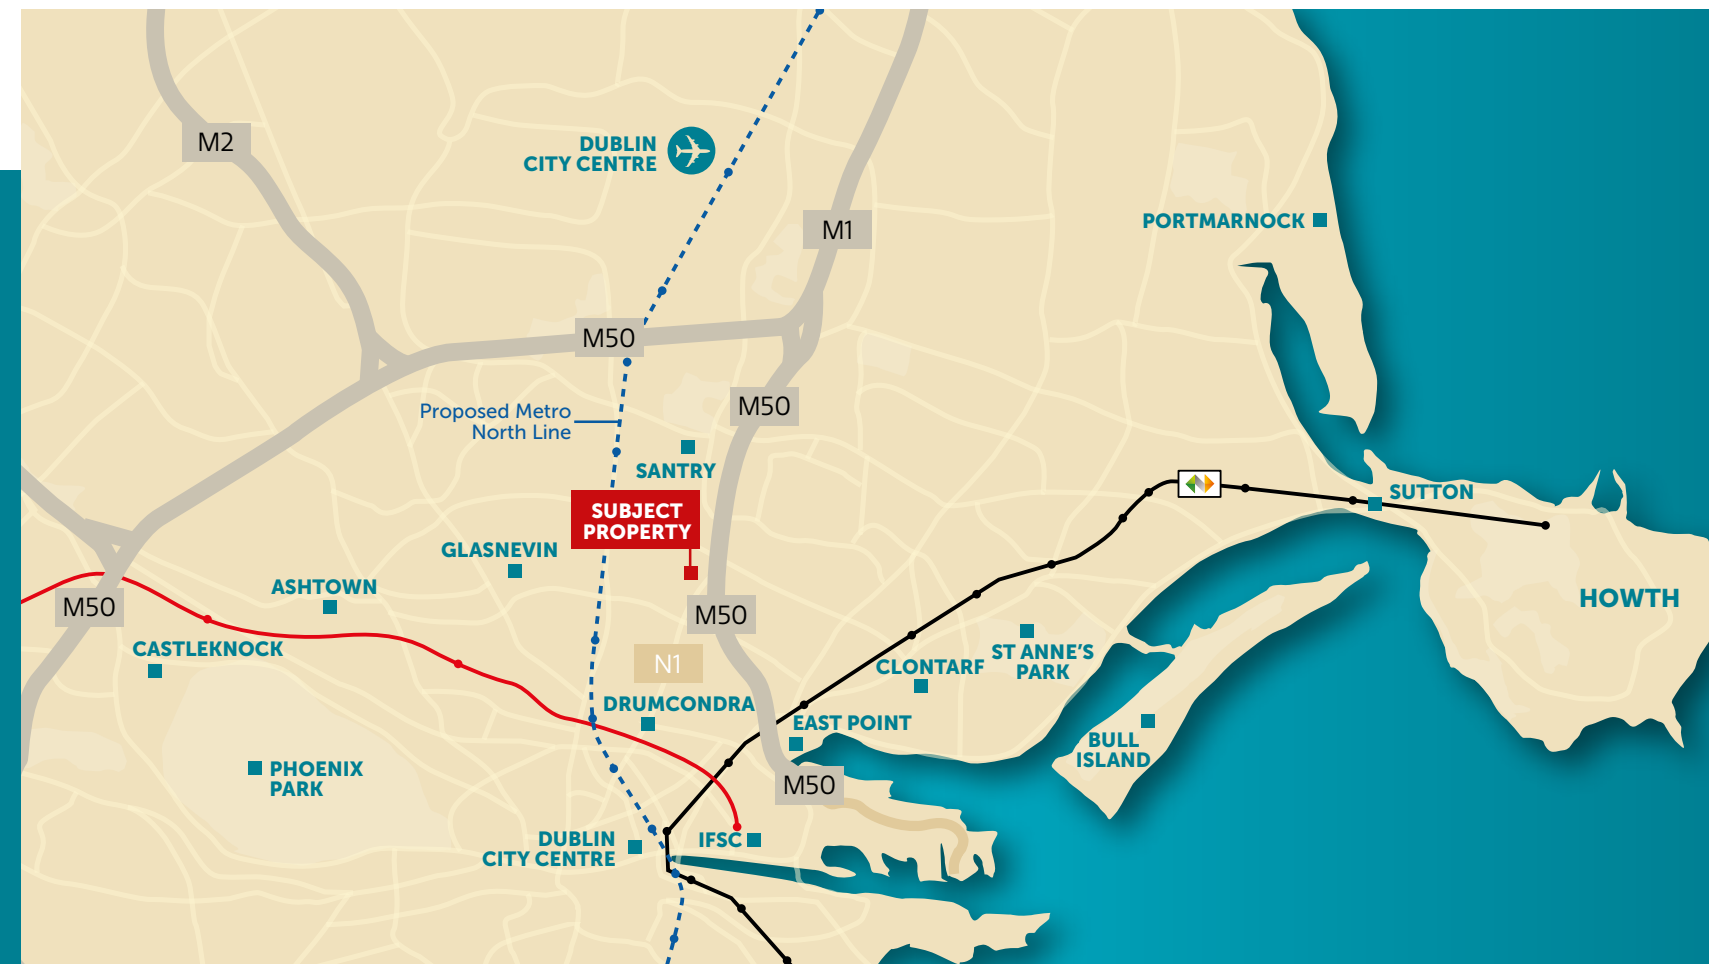 M2
DUBLIN
CITY CENTRE
M1
PORTMARNOCK
M50
M50
Proposed Metro
North Line
SANTRY
SUTTON
SUBJECT
PROPERTY
GLASNEVIN
ASHTOWN
M50
M50
HOWTH
CASTLEKNOCK
N1
CLONTARF
ST ANNE'S
PARK
DRUMCONDRA
EAST POINT
BULL
ISLAND
PHOENIX
PARK
M50
DUBLIN
CITY CENTRE
IFSC